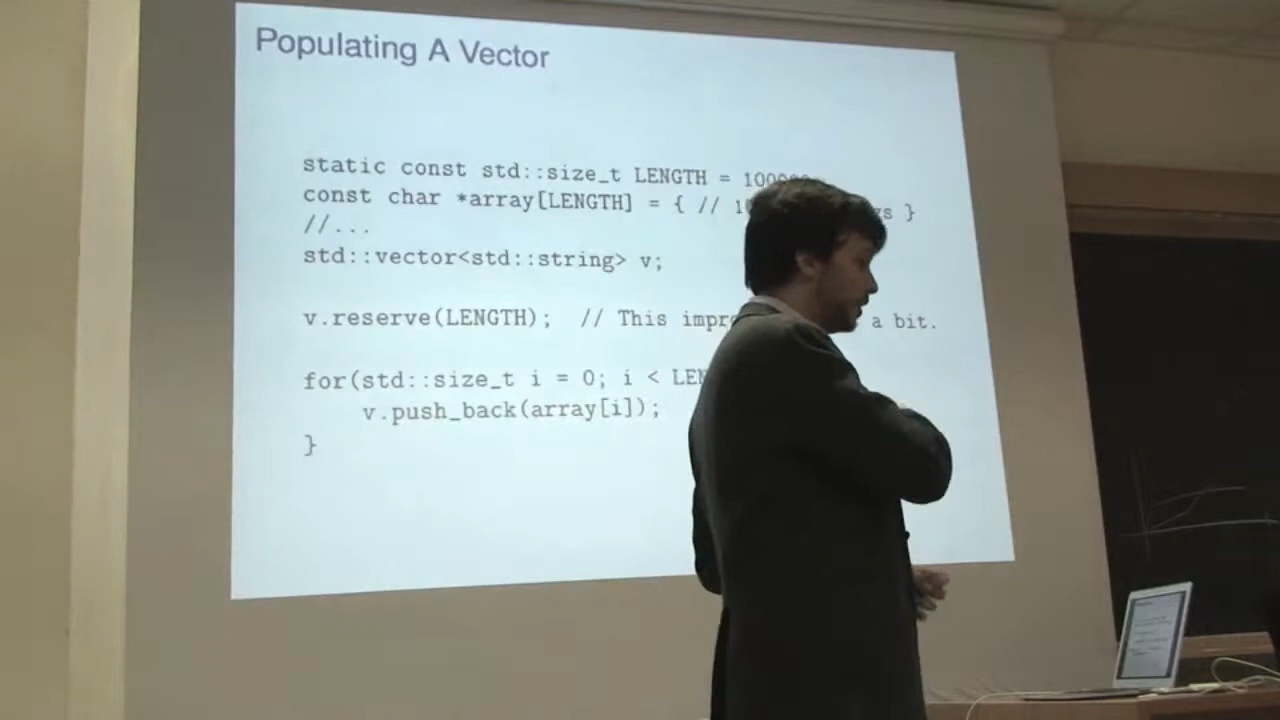 Populating A Vector
static const std::size_t LENGTH =
const char *array[LENGTH] = { // }
//...
std::vector<std::string> v;
v.reserve(LENGTH); // This a bit.
for(std::size_t i = 0; i <
v.push_back(array[i]);
}